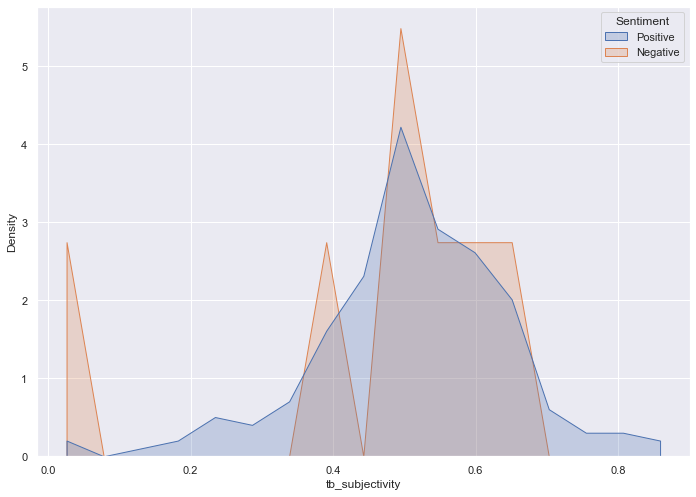 Sentiment
Positive
Negative
5
4
3
2
1
0
Density
0.0
0.2
0.4
0.6
0.8
tb_subjectivity